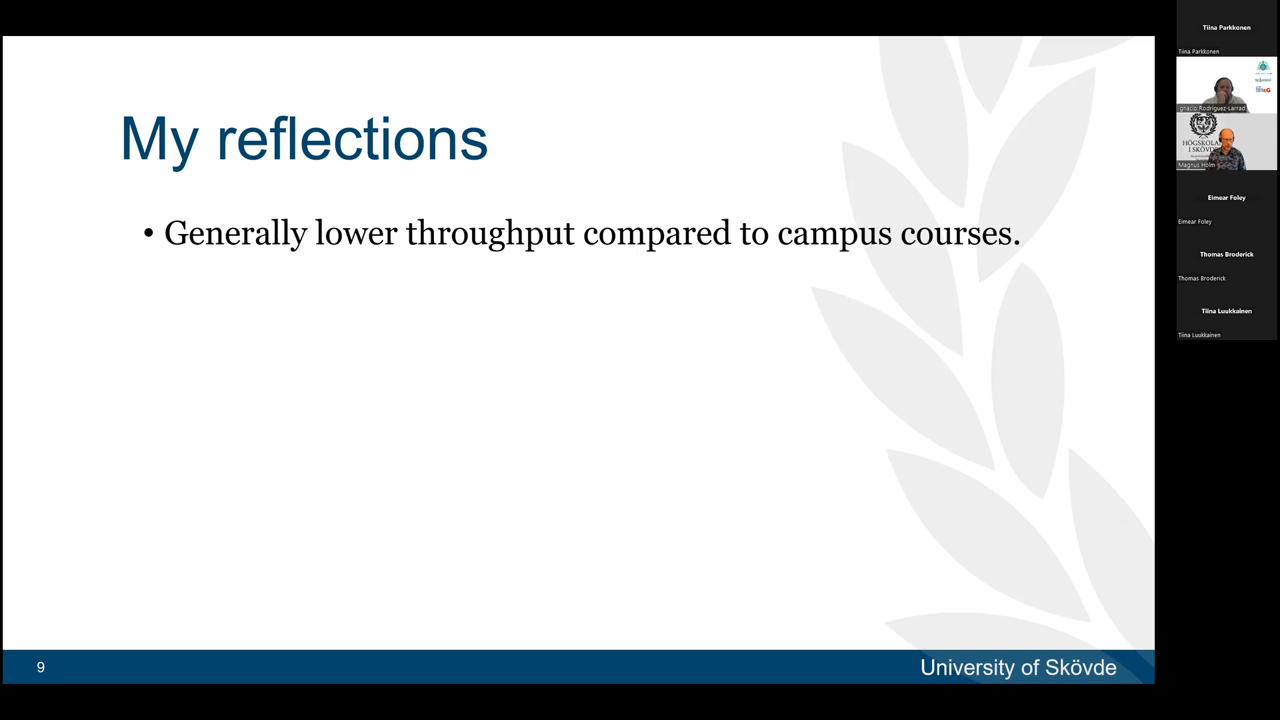 My reflections
• Generally lower throughput compared to campus courses.
9
University of Skövde
Tiina Parkkonen
Tiina Parkkonen
Ignacio Rodríguez-Larrad
HÖGSKOLAN
I SKÖVDE
Magnus Holm
Eimear Foley
Eimear Foley
Thomas Broderick
Thomas Broderick
Tiina Luukkainen
Tiina Luukkainen